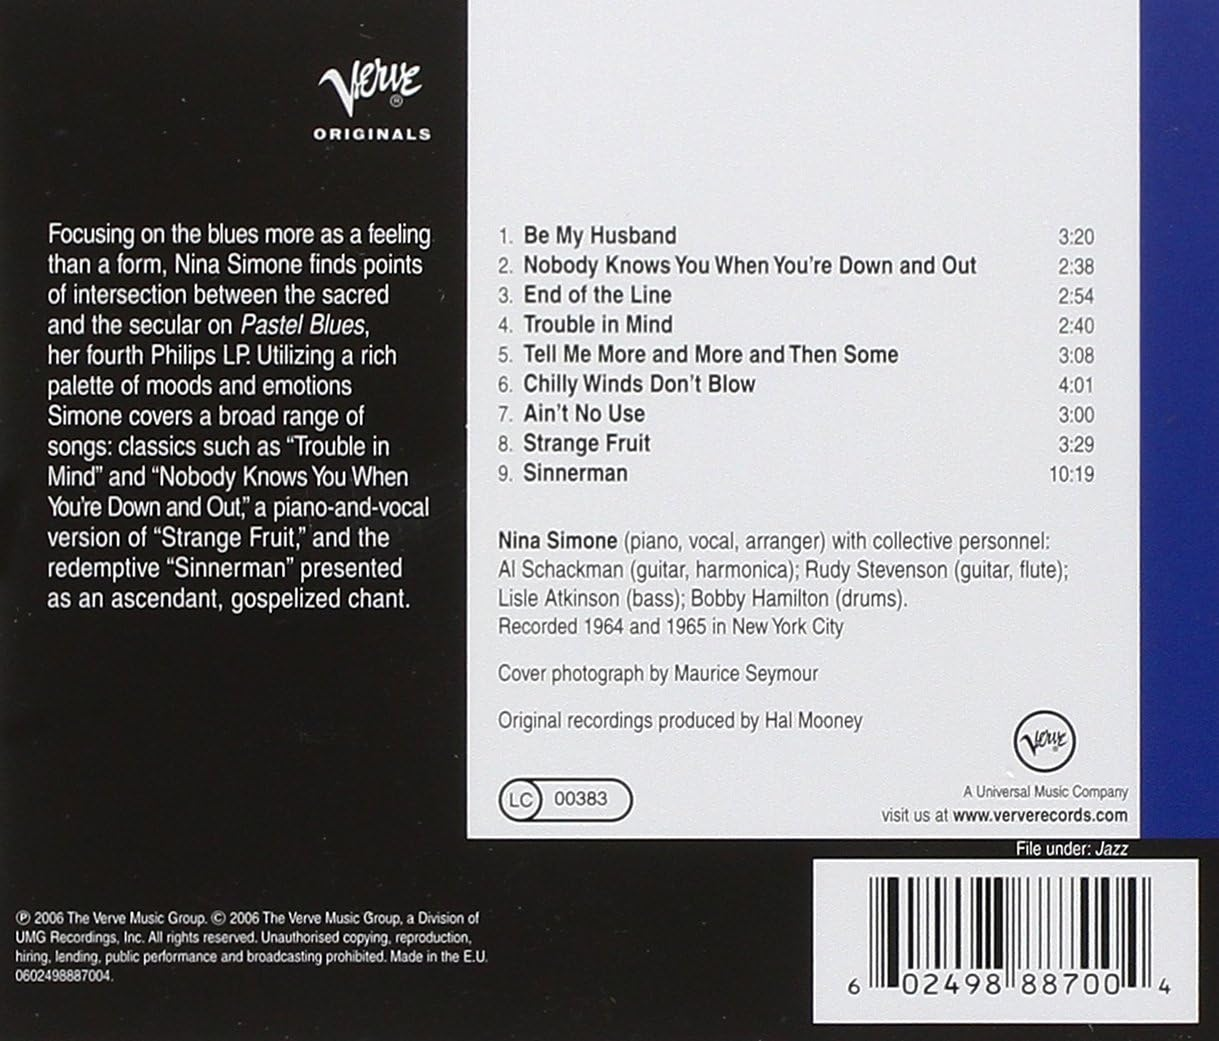 Verve®
ORIGINALS
Focusing on the blues more as a feeling
than a form, Nina Simone finds points
of intersection between the sacred
and the secular on Pastel Blues,
her fourth Philips LP. Utilizing a rich
palette of moods and emotions
Simone covers a broad range of
songs: classics such as “Trouble in
Mind” and “Nobody Knows You When
You're Down and Out,” a piano-and-vocal
version of “Strange Fruit,” and the
redemptive “Sinnerman” presented
as an ascendant, gospelized chant.
1. Be My Husband 3:20
2. Nobody Knows You When You're Down and Out 2:38
3. End of the Line 2:54
4. Trouble in Mind 2:40
5. Tell Me More and More and Then Some 3:08
6. Chilly Winds Don't Blow 4:01
7. Ain't No Use 3:00
8. Strange Fruit 3:29
9. Sinnerman 10:19
Nina Simone (piano, vocal, arranger) with collective personnel:
Al Schackman (guitar, harmonica); Rudy Stevenson (guitar, flute);
Lisle Atkinson (bass); Bobby Hamilton (drums).
Recorded 1964 and 1965 in New York City
Cover photograph by Maurice Seymour
Original recordings produced by Hal Mooney
LC 00383
Verve®
A Universal Music Company
visit us at www.ververecords.com
File under: Jazz
℗ 2006 The Verve Music Group. © 2006 The Verve Music Group, a Division of
UMG Recordings, Inc. All rights reserved. Unauthorised copying, reproduction,
hiring, lending, public performance and broadcasting prohibited. Made in the E.U.
0602498887004.
6 02498 88700 4